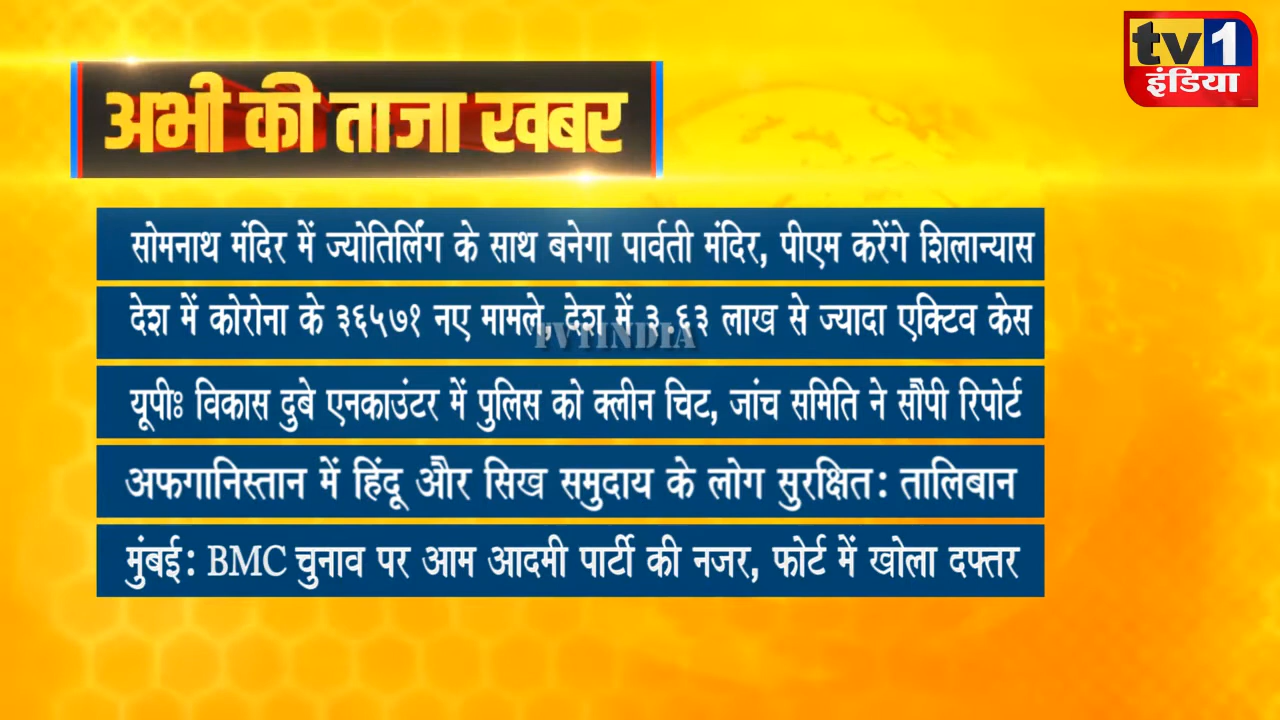 tv1
इंडिया
अभी की ताजा खबर
सोमनाथ मंदिर में ज्योतिर्लिंग के साथ बनेगा पार्वती मंदिर, पीएम करेंगे शिलान्यास
देश में कोरोना के ३६५७१ नए मामले, देश में ३.६३ लाख से ज्यादा एक्टिव केस
TV1INDIA
यूपीः विकास दुबे एनकाउंटर में पुलिस को क्लीन चिट, जांच समिति ने सौंपी रिपोर्ट
अफगानिस्तान में हिंदू और सिख समुदाय के लोग सुरक्षित: तालिबान
मुंबई: BMC चुनाव पर आम आदमी पार्टी की नजर, फोर्ट में खोला दफ्तर